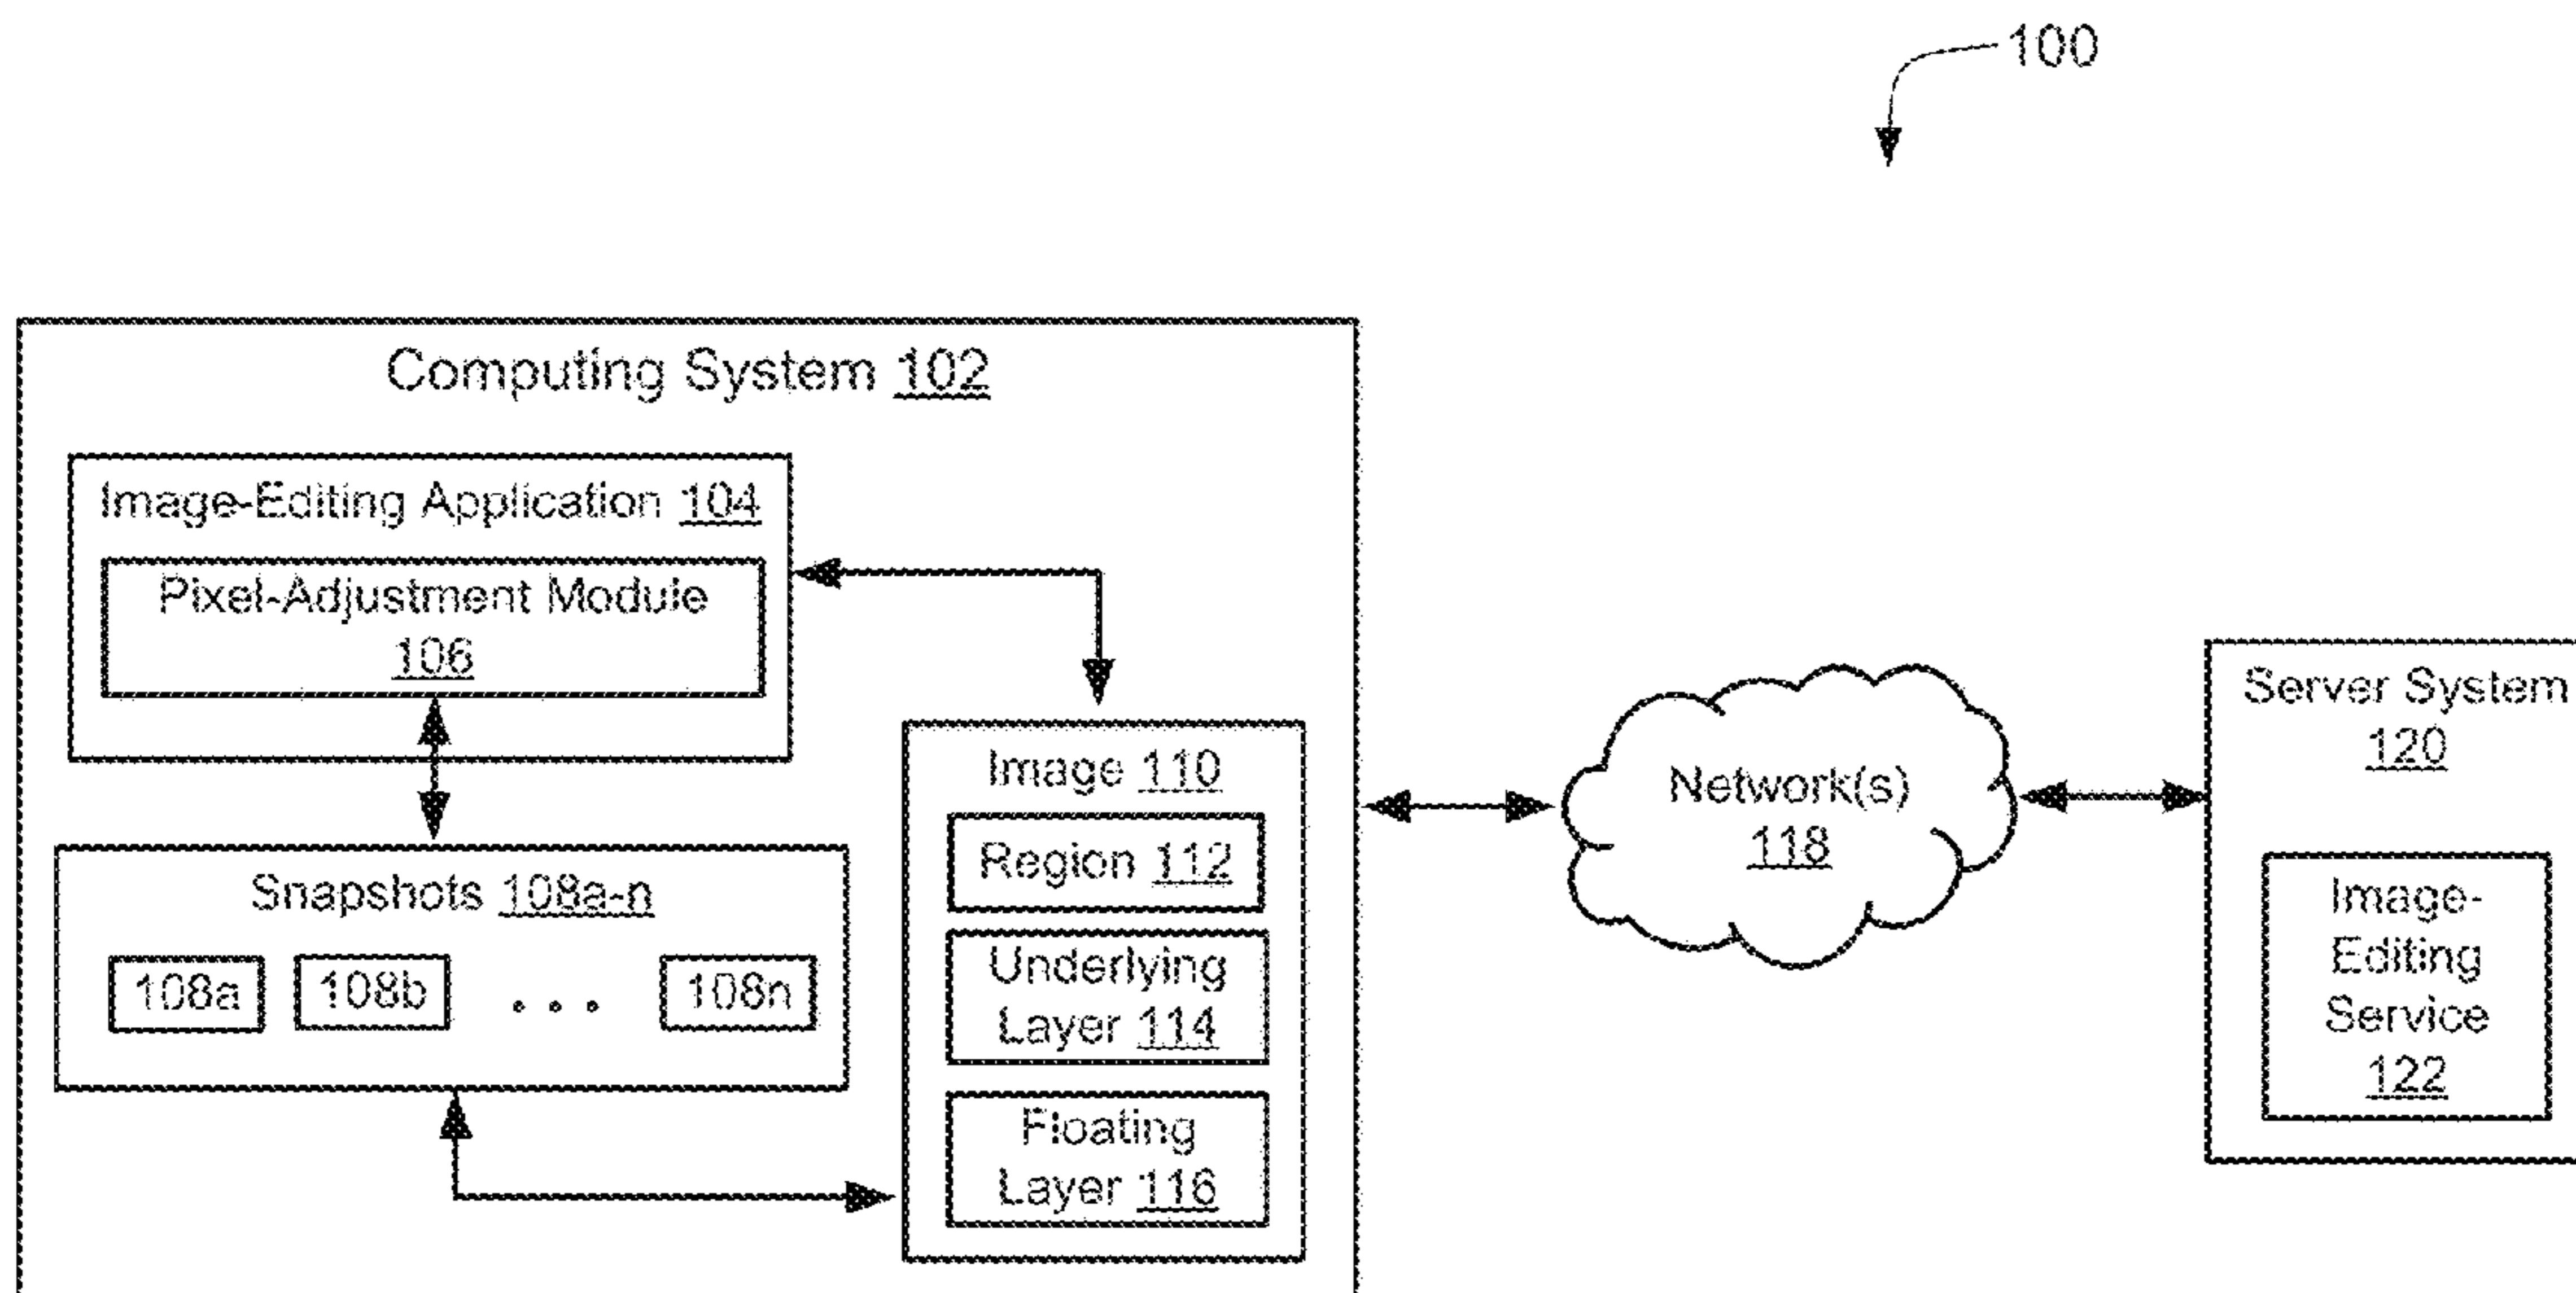 100
Computing System 102
Image-Editing Application 104
Pixel-Adjustment Module
106
Snapshots 108a-n
108a 108b . . . 108n
Image 110
Region 112
Underlying
Layer 114
Floating
Layer 116
Network(s)
118
Server System
120
Image-
Editing
Service
122